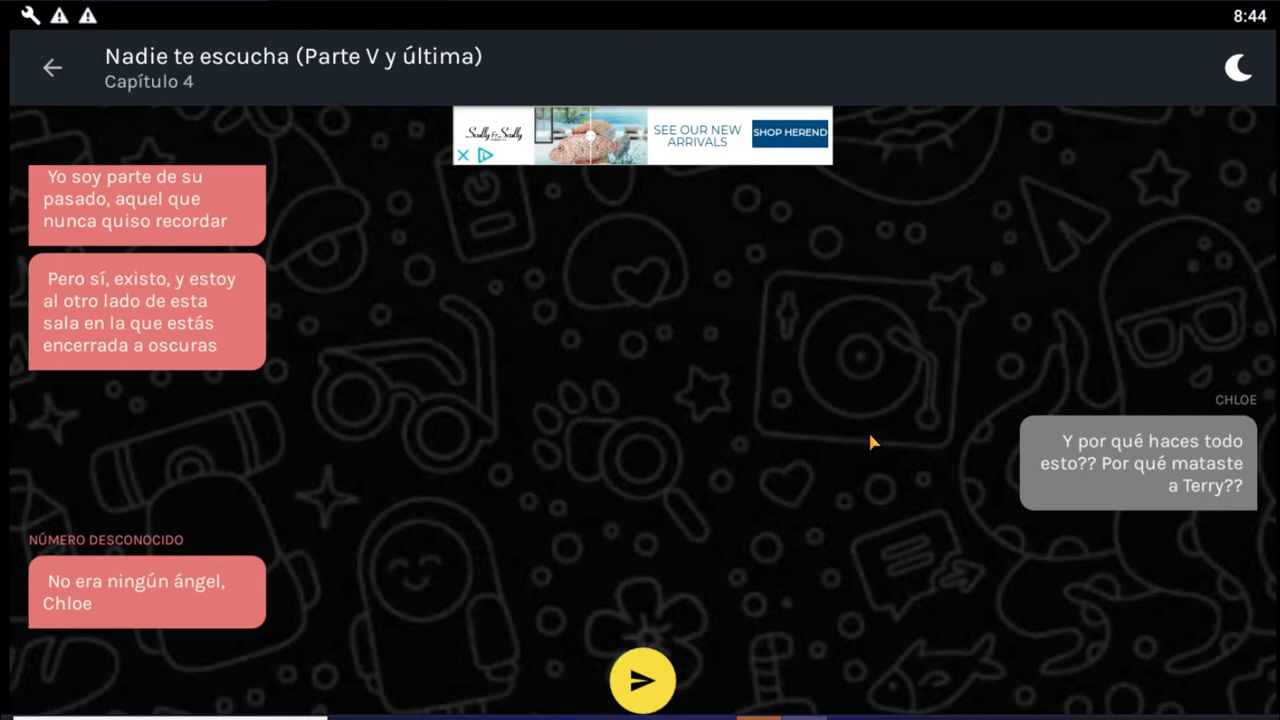 8:44
Nadie te escucha (Parte V y última)
Capítulo 4
Scully & Scully
SEE OUR NEW
ARRIVALS
SHOP HEREND
Yo soy parte de su
pasado, aquel que
nunca quiso recordar
Pero sí, existo, y estoy
al otro lado de esta
sala en la que estás
encerrada a oscuras
CHLOE
Y por qué haces todo
esto?? Por qué mataste
a Terry??
NÚMERO DESCONOCIDO
No era ningún ángel,
Chloe